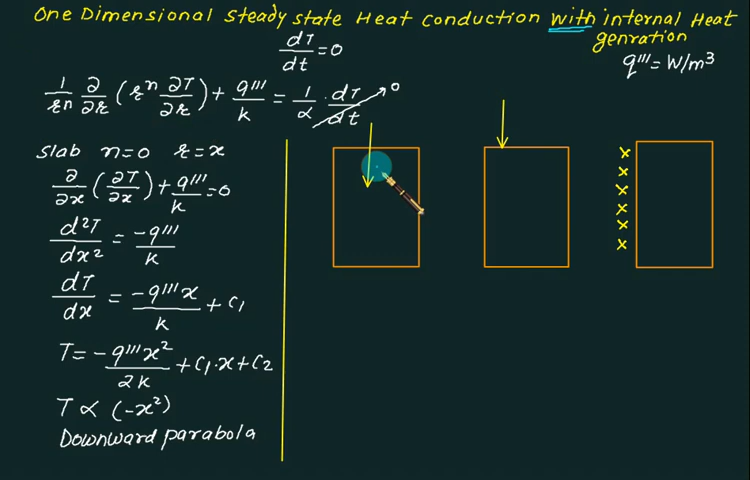 One Dimensional Steady state Heat conduction with internal Heat
genration
dT/dt = 0
q''' = W/m³
1/rⁿ ∂/∂r (rⁿ ∂T/∂r) + q'''/k = 1/α · dT/dt → 0
Slab n=0 r=x
∂/∂x (∂T/∂x) + q'''/k = 0
d²T/dx² = -q'''/k
dT/dx = -q'''x/k + C₁
T = -q'''x²/2k + C₁·x + C₂
T ∝ (-x²)
Downward parabola
x
x
x
x
x
x